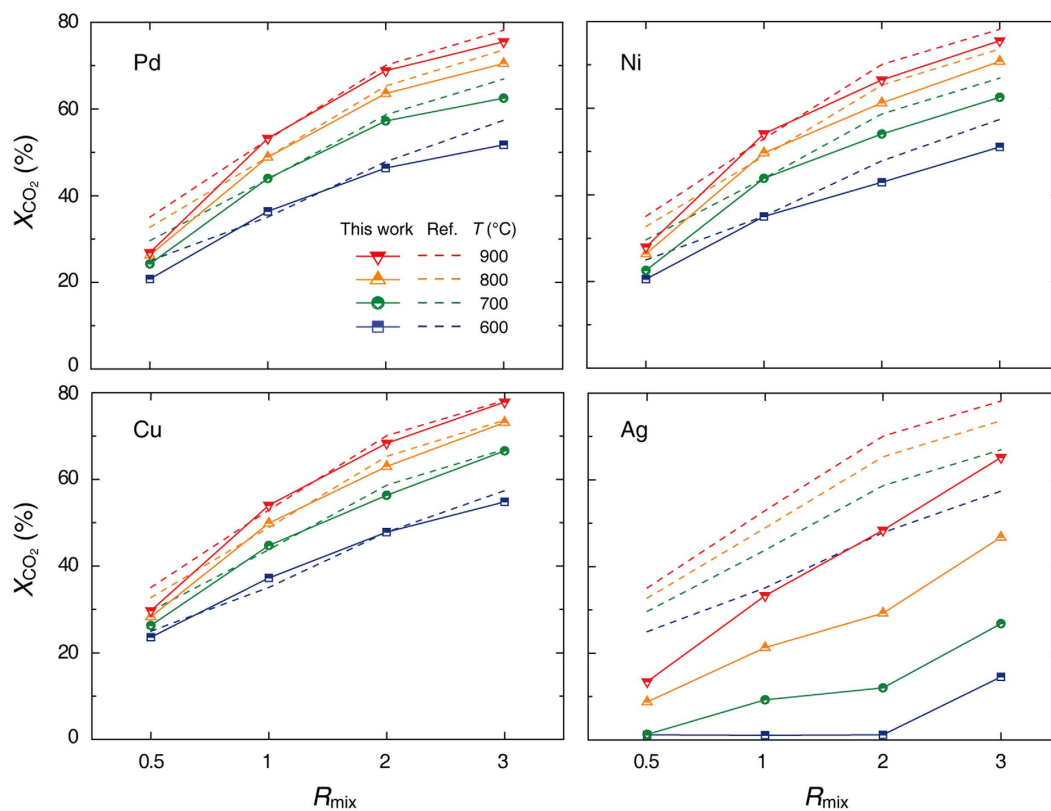 80
60
40
20
0
X_CO₂ (%)
Pd
This work Ref. T (°C)
900
800
700
600
Ni
80
60
40
20
0
X_CO₂ (%)
Cu
0.5 1 2 3
R_mix
Ag
0.5 1 2 3
R_mix